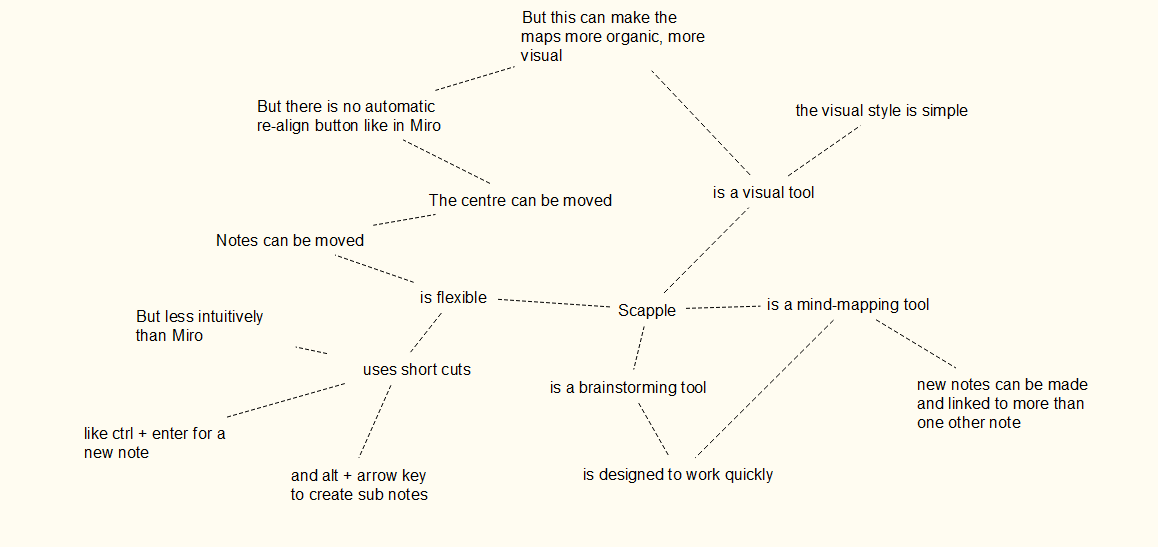 But this can make the
maps more organic, more
visual
But there is no automatic
re-align button like in Miro
the visual style is simple
The centre can be moved
is a visual tool
Notes can be moved
is flexible
Scapple
is a mind-mapping tool
But less intuitively
than Miro
uses short cuts
is a brainstorming tool
new notes can be made
and linked to more than
one other note
like ctrl + enter for a
new note
and alt + arrow key
to create sub notes
is designed to work quickly